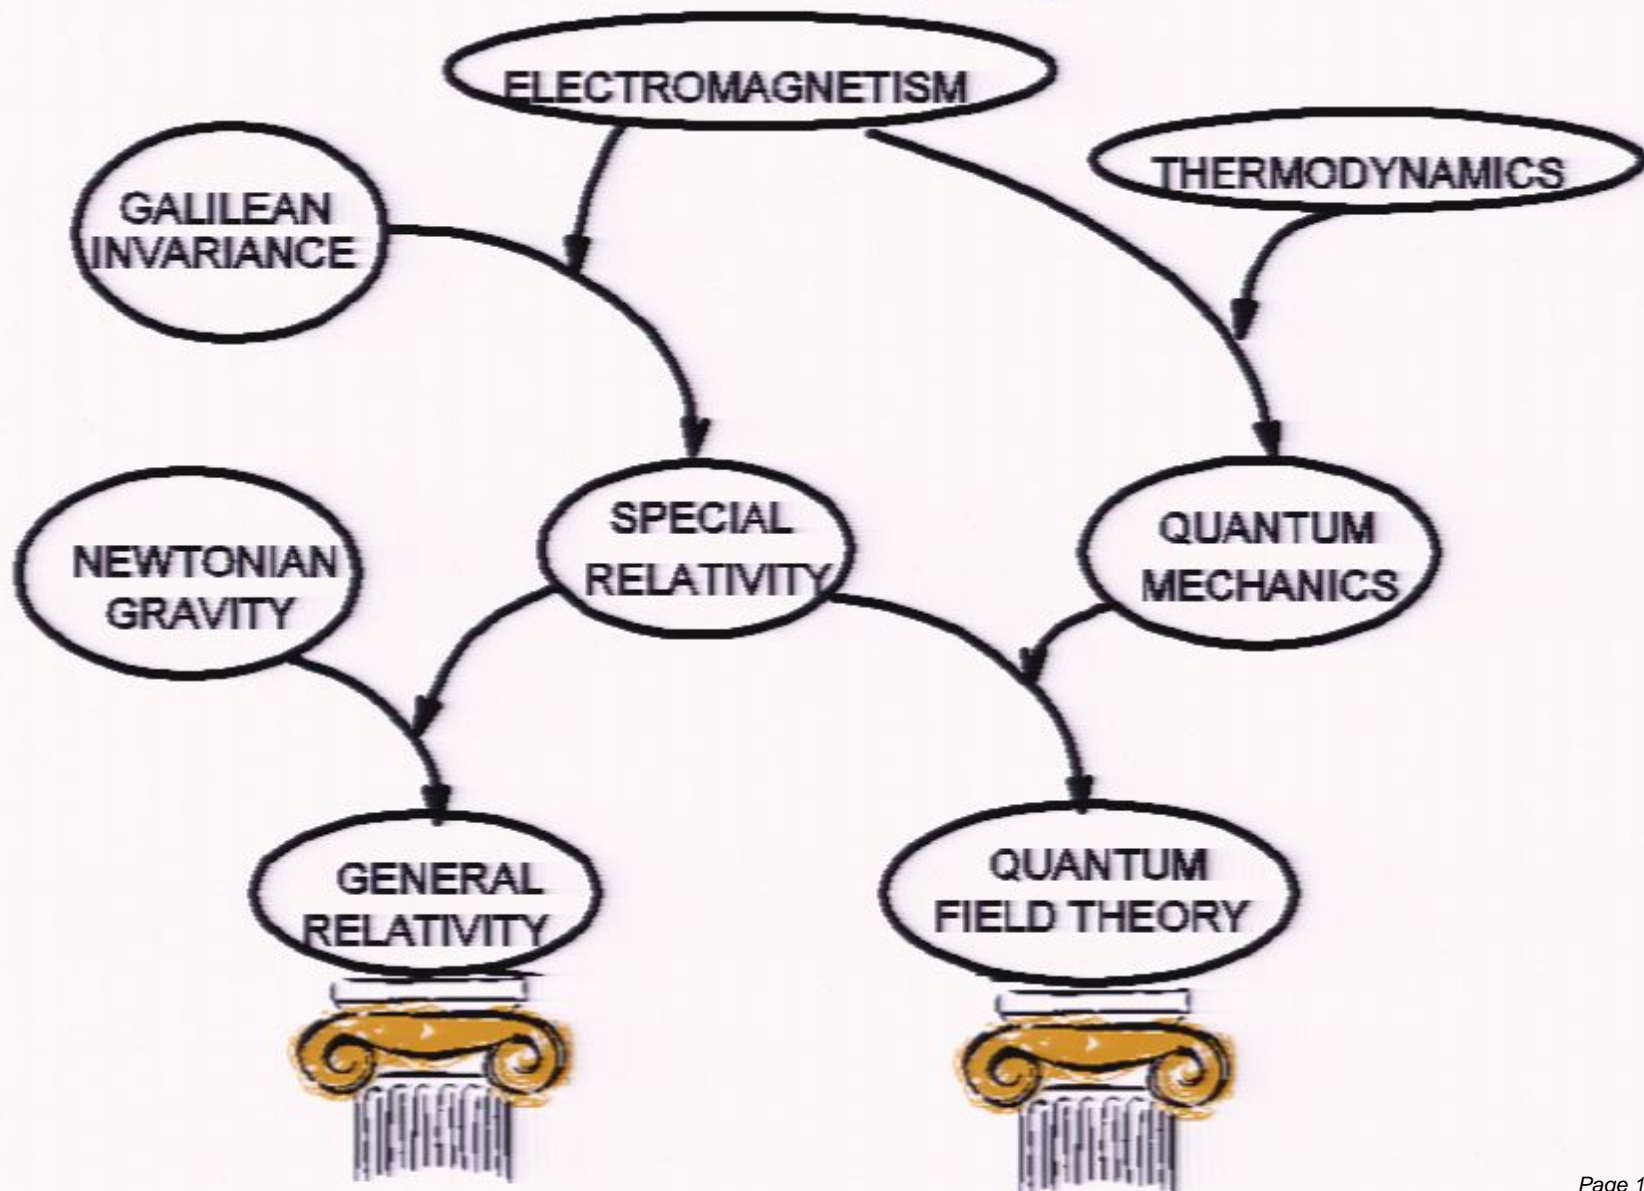 ELECTROMAGNETISM
THERMODYNAMICS
GALILEAN
INVARIANCE
NEWTONIAN
GRAVITY
SPECIAL
RELATIVITY
QUANTUM
MECHANICS
GENERAL
RELATIVITY
QUANTUM
FIELD THEORY
Page 1